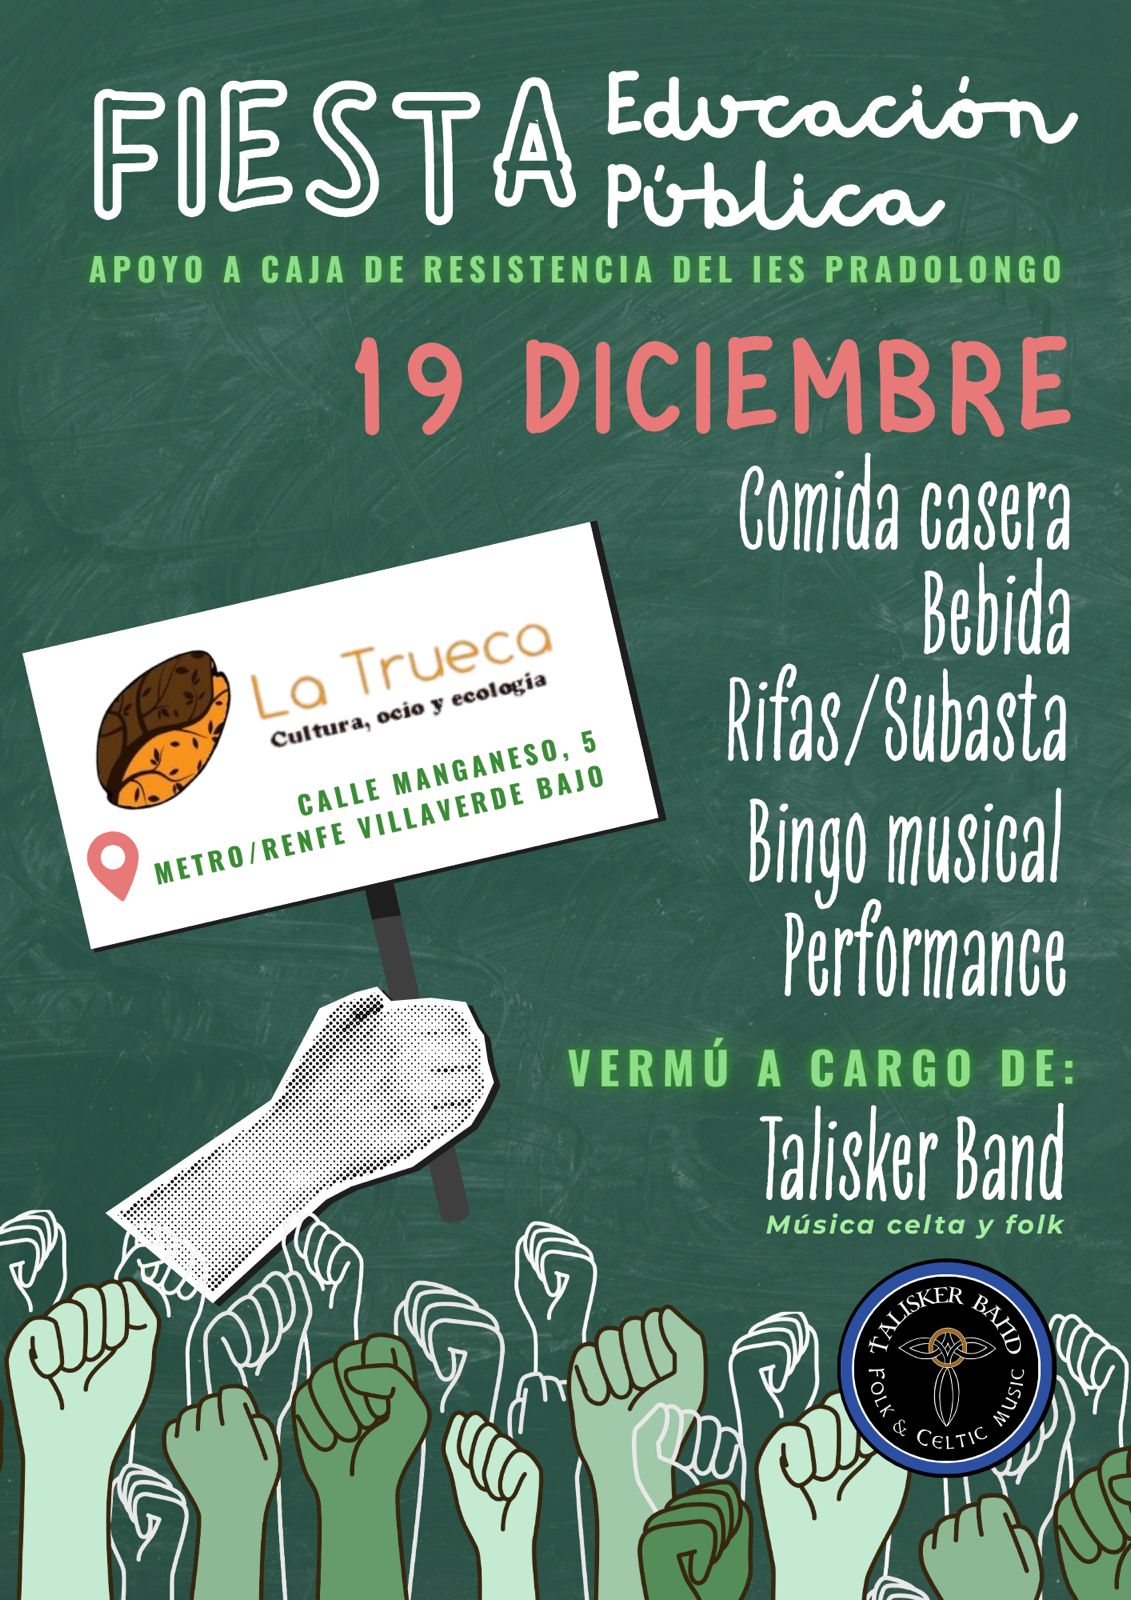 FIESTA Educación
Pública
APOYO A CAJA DE RESISTENCIA DEL IES PRADOLONGO
19 DICIEMBRE
Comida casera
Bebida
Rifas/Subasta
Bingo musical
Performance
La Trueca
Cultura, ocio y ecologia
CALLE MANGANESO, 5
METRO/RENFE VILLAVERDE BAJO
VERMÚ A CARGO DE:
Talisker Band
Música celta y folk
TALISKER BAND
FOLK & CELTIC MUSIC